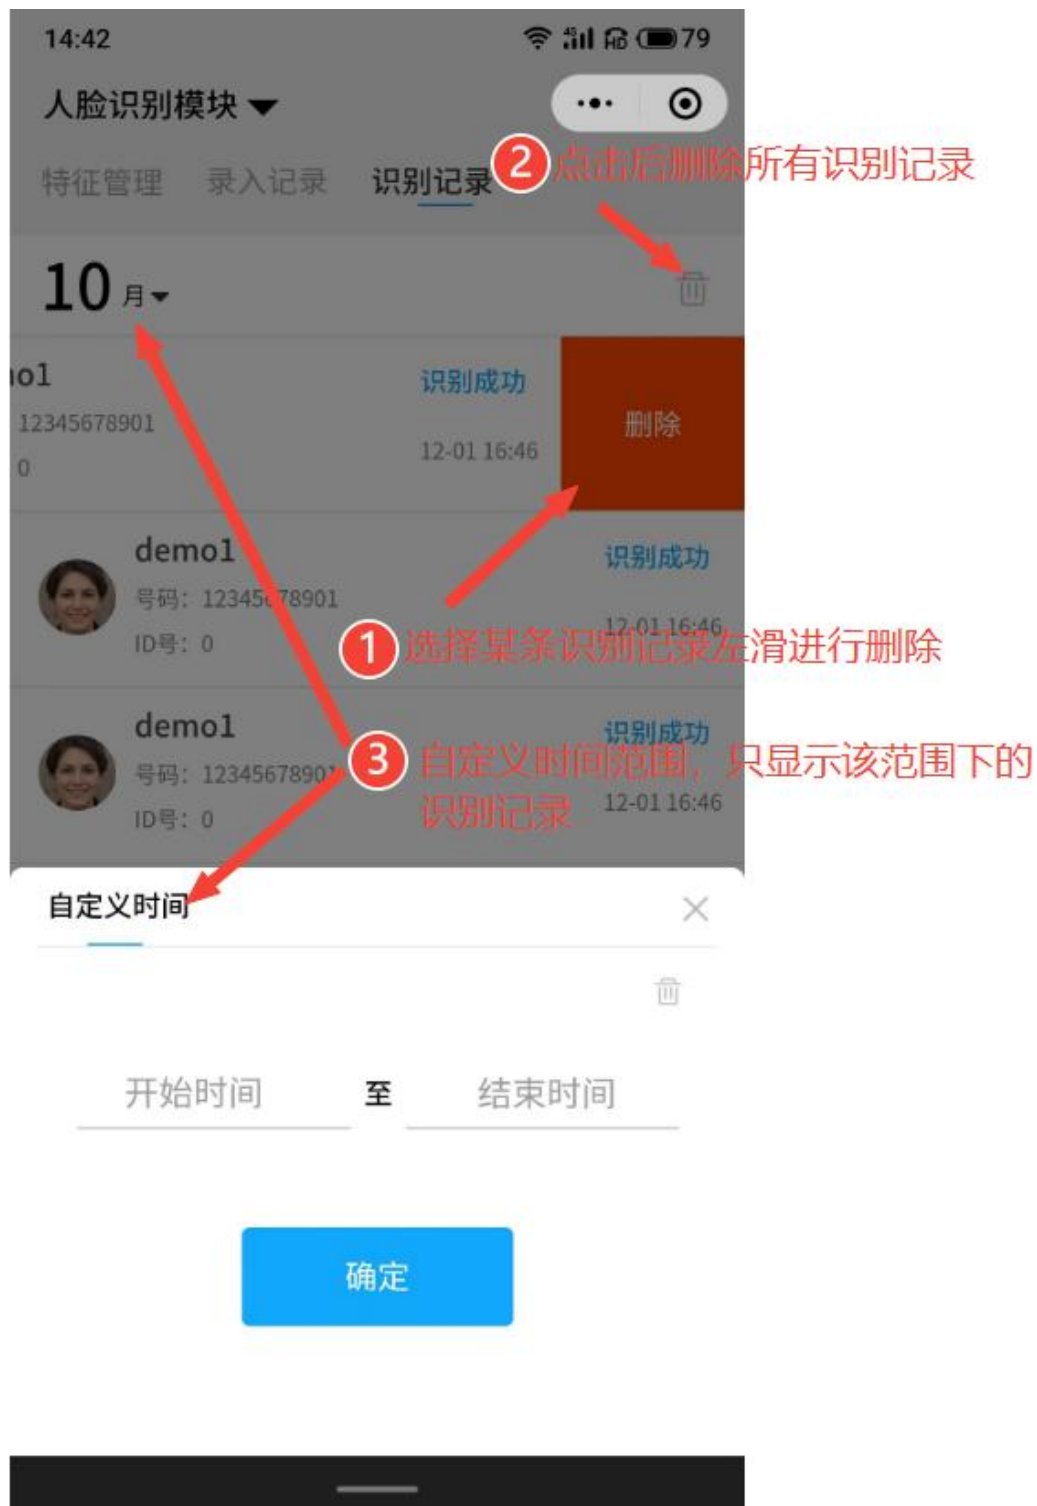 14:42
4G HD 79
人脸识别模块
特征管理 录入记录 识别记录
2 点击后删除所有识别记录
10 月
mo1
识别成功
12345678901
删除
12-01 16:46
0
demo1
识别成功
号码：12345678901
12-01 16:46
ID号：0
1 选择某条识别记录左滑进行删除
demo1
识别成功
号码：12345678901
3 自定义时间范围，只显示该范围下的
识别记录
12-01 16:46
ID号：0
自定义时间
开始时间 至 结束时间
确定